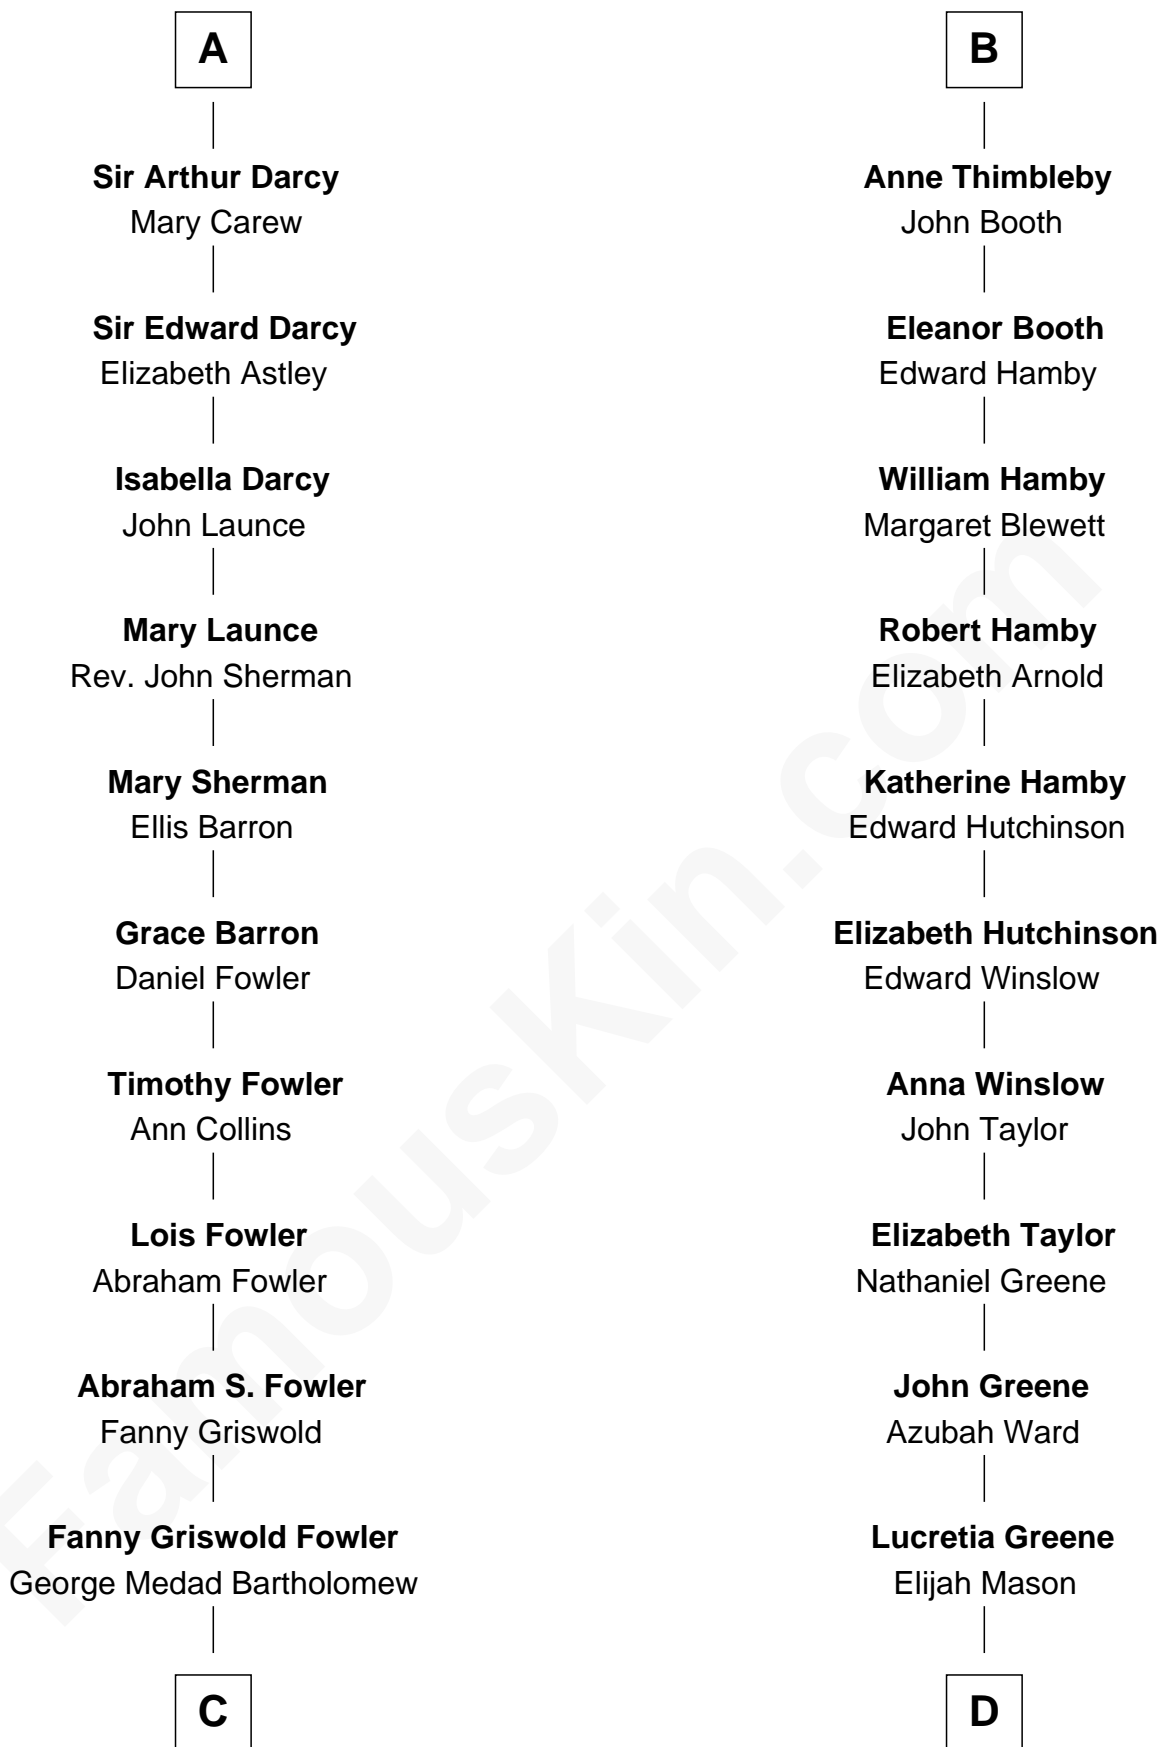 A
Sir Arthur Darcy
Mary Carew
Sir Edward Darcy
Elizabeth Astley
Isabella Darcy
John Launce
Mary Launce
Rev. John Sherman
Mary Sherman
Ellis Barron
Grace Barron
Daniel Fowler
Timothy Fowler
Ann Collins
Lois Fowler
Abraham Fowler
Abraham S. Fowler
Fanny Griswold
Fanny Griswold Fowler
George Medad Bartholomew
C
B
Anne Thimbleby
John Booth
Eleanor Booth
Edward Hamby
William Hamby
Margaret Blewett
Robert Hamby
Elizabeth Arnold
Katherine Hamby
Edward Hutchinson
Elizabeth Hutchinson
Edward Winslow
Anna Winslow
John Taylor
Elizabeth Taylor
Nathaniel Greene
John Greene
Azubah Ward
Lucretia Greene
Elijah Mason
D
FamousKin.com